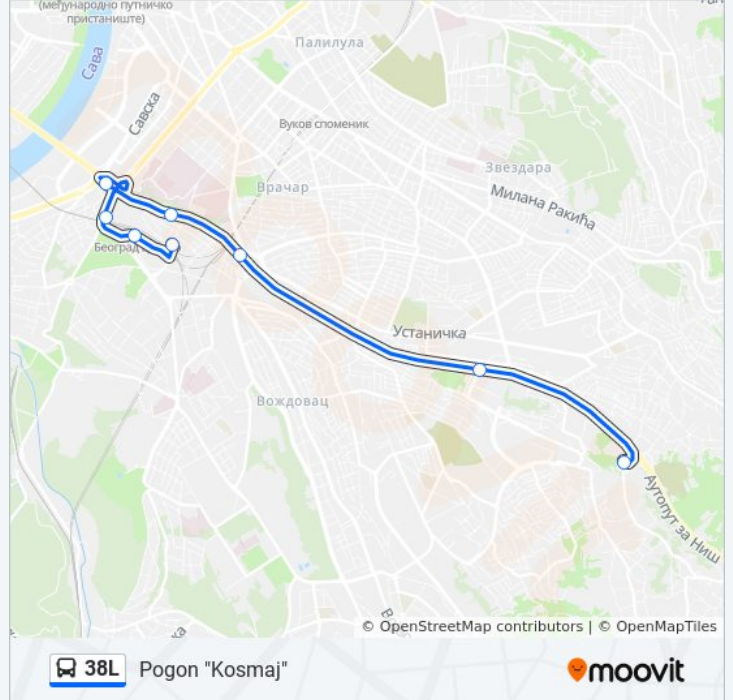 (међународно путничко
пристаниште)
Сава
Палилула
Савска
Вуков споменик
Звездара
Врачар
Милана Ракића
Београд
Устаничка
Вождовац
Аутопут за Ниш
© OpenStreetMap contributors | © OpenMapTiles
38L Pogon "Kosmaj"
moovit